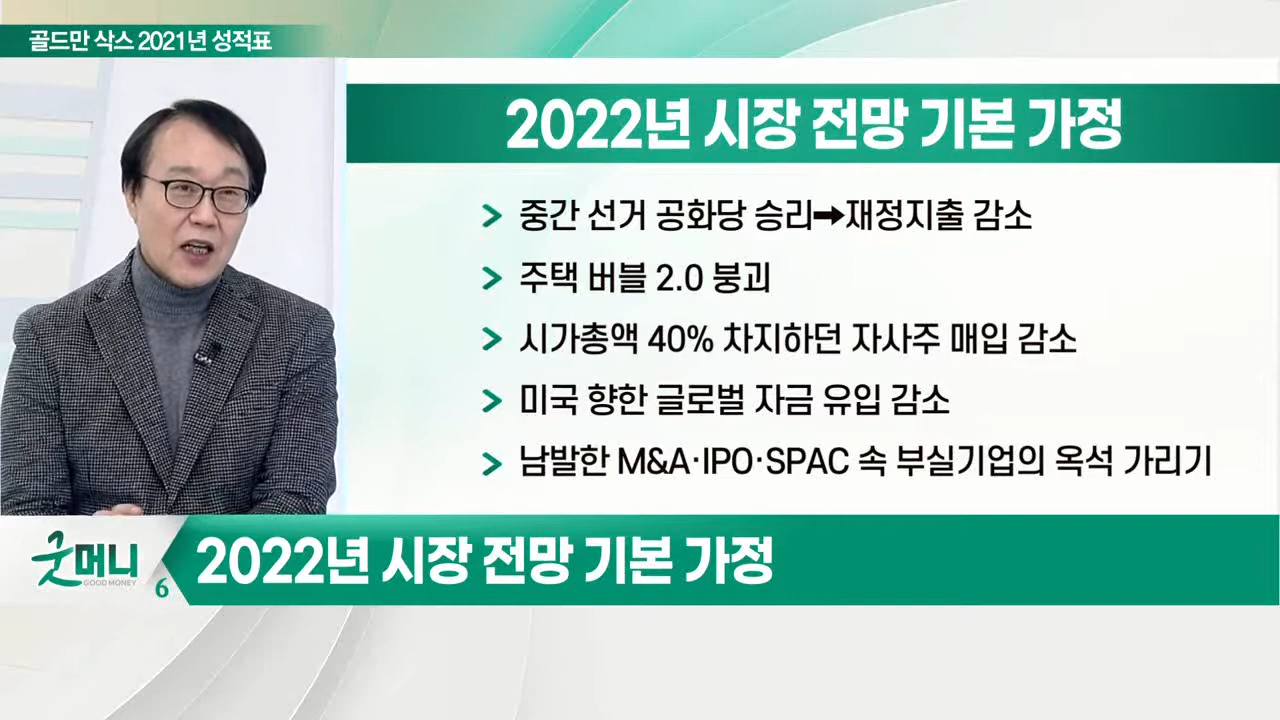 골드만 삭스 2021년 성적표
2022년 시장 전망 기본 가정
> 중간 선거 공화당 승리➡재정지출 감소
> 주택 버블 2.0 붕괴
> 시가총액 40% 차지하던 자사주 매입 감소
> 미국 향한 글로벌 자금 유입 감소
> 남발한 M&A·IPO·SPAC 속 부실기업의 옥석 가리기
굿머니
GOOD MONEY
6
2022년 시장 전망 기본 가정